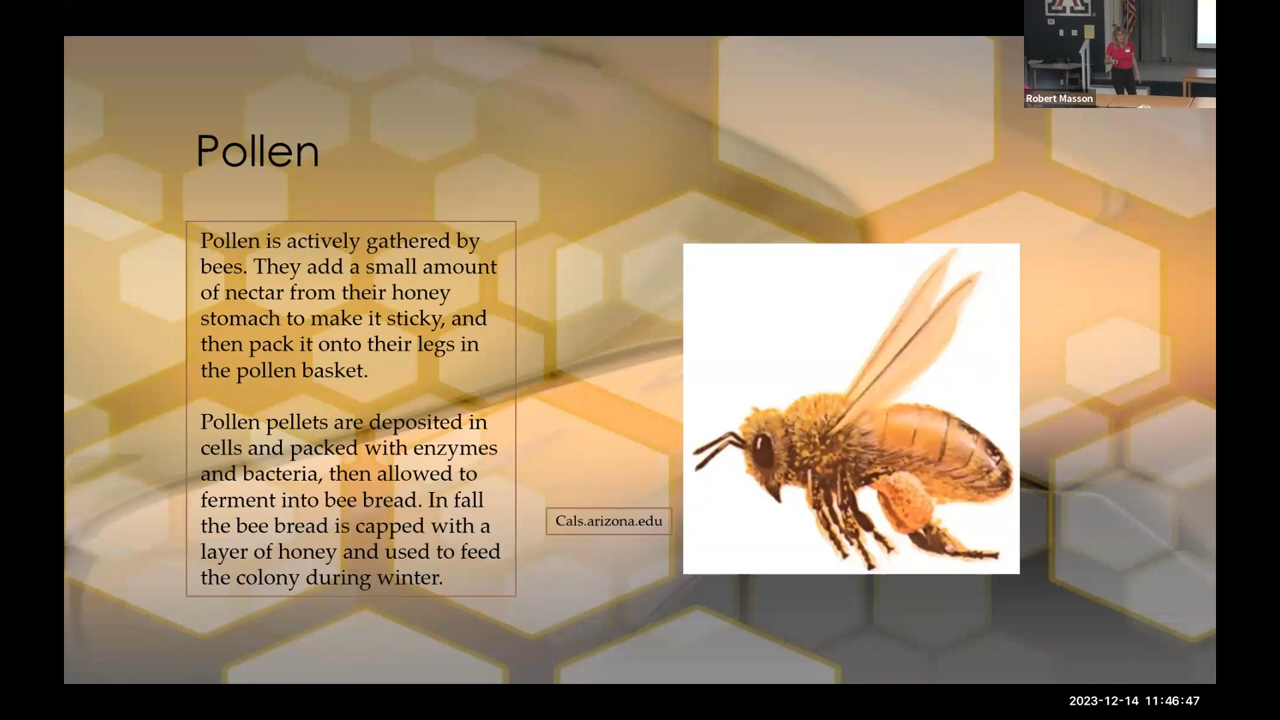 Robert Masson
Pollen
Pollen is actively gathered by
bees. They add a small amount
of nectar from their honey
stomach to make it sticky, and
then pack it onto their legs in
the pollen basket.
Pollen pellets are deposited in
cells and packed with enzymes
and bacteria, then allowed to
ferment into bee bread. In fall
the bee bread is capped with a
layer of honey and used to feed
the colony during winter.
Cals.arizona.edu
2023-12-14 11:46:47